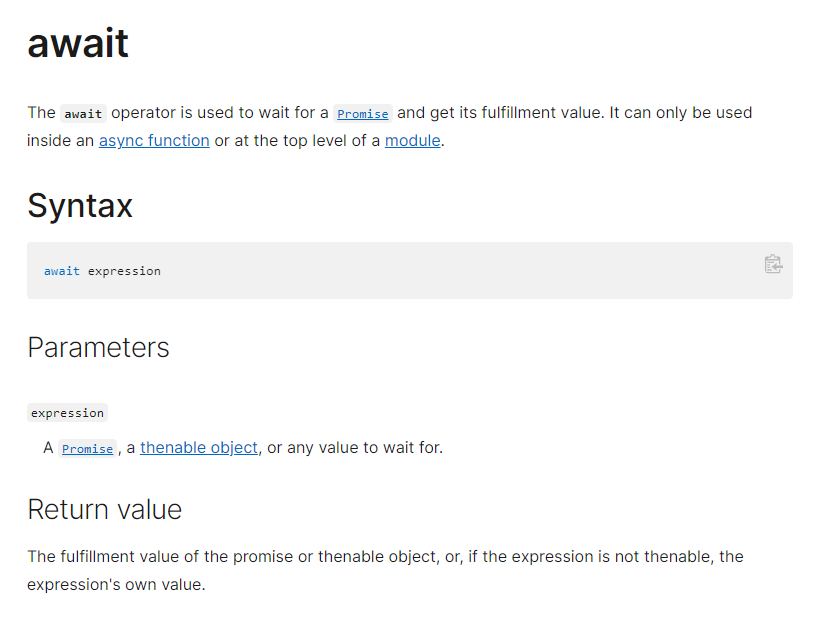 await
The await operator is used to wait for a Promise and get its fulfillment value. It can only be used
inside an async function or at the top level of a module.
Syntax
await expression
Parameters
expression
A Promise, a thenable object, or any value to wait for.
Return value
The fulfillment value of the promise or thenable object, or, if the expression is not thenable, the
expression's own value.